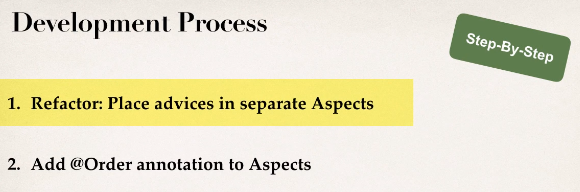 Development Process
Step-By-Step
1. Refactor: Place advices in separate Aspects
2. Add @Order annotation to Aspects